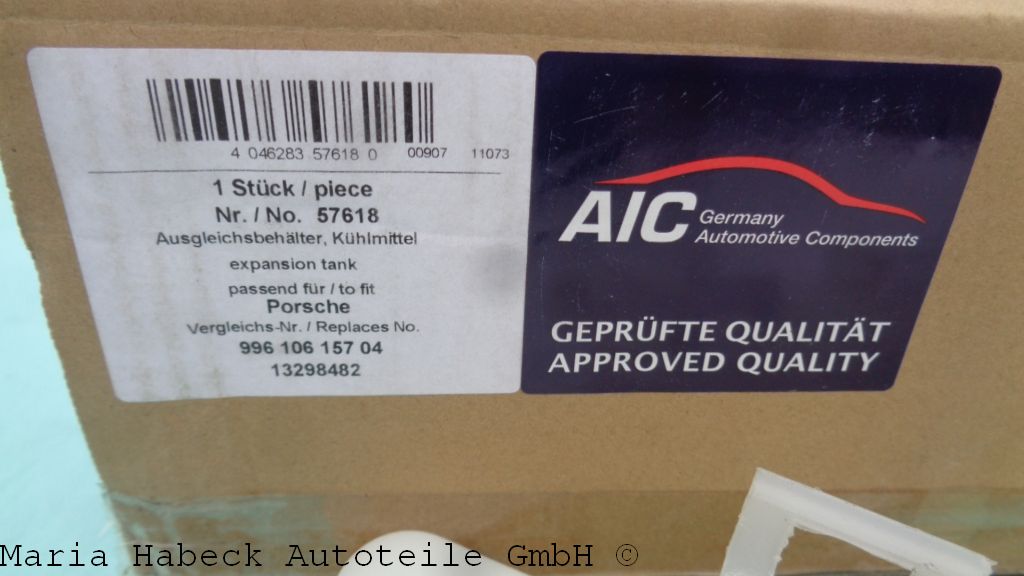 4 046283 57618 0 00907 11073
1 Stück / piece
Nr. / No. 57618
Ausgleichsbehälter, Kühlmittel
expansion tank
passend für / to fit
Porsche
Vergleichs-Nr. / Replaces No.
996 106 157 04
13298482
AIC Germany
Automotive Components
GEPRÜFTE QUALITÄT
APPROVED QUALITY
Maria Habeck Autoteile GmbH ©